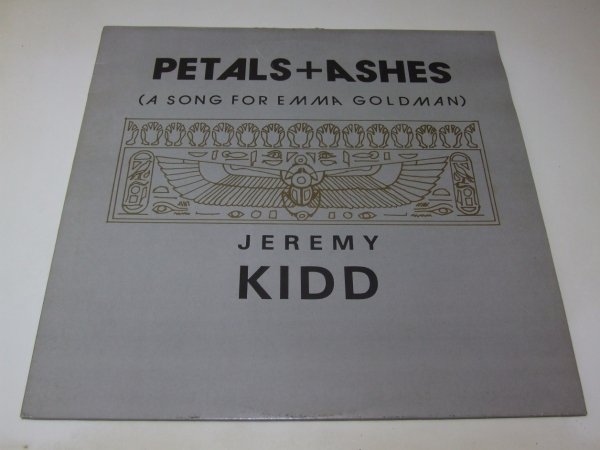 PETALS+ASHES
(A SONG FOR EMMA GOLDMAN)
JEREMY
KIDD